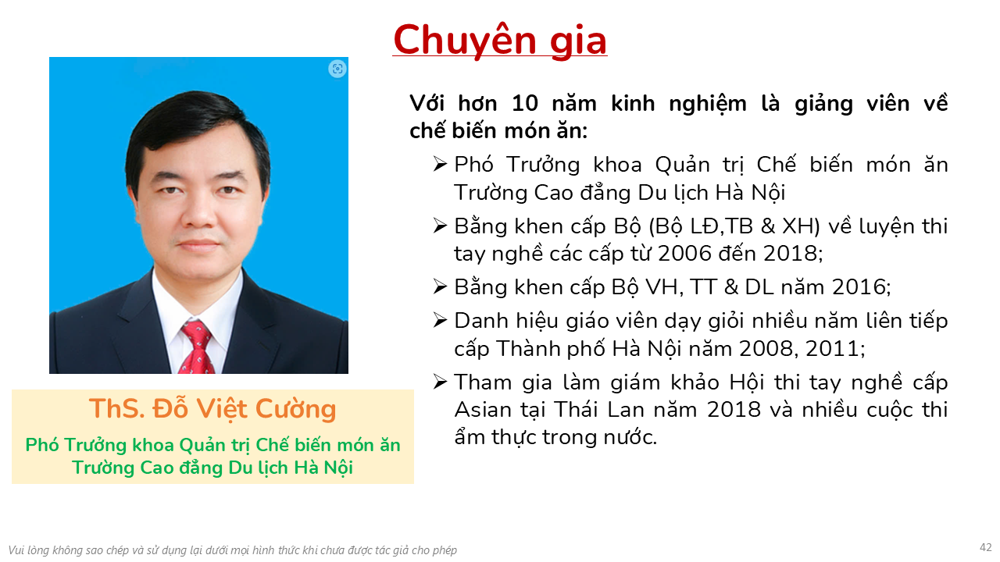 Chuyên gia
Với hơn 10 năm kinh nghiệm là giảng viên về
chế biến món ăn:
Phó Trưởng khoa Quản trị Chế biến món ăn
Trường Cao đẳng Du lịch Hà Nội
Bằng khen cấp Bộ (Bộ LĐ,TB & XH) về luyện thi
tay nghề các cấp từ 2006 đến 2018;
Bằng khen cấp Bộ VH, TT & DL năm 2016;
Danh hiệu giáo viên dạy giỏi nhiều năm liên tiếp
cấp Thành phố Hà Nội năm 2008, 2011;
Tham gia làm giám khảo Hội thi tay nghề cấp
Asian tại Thái Lan năm 2018 và nhiều cuộc thi
ẩm thực trong nước.
ThS. Đỗ Việt Cường
Phó Trưởng khoa Quản trị Chế biến món ăn
Trường Cao đẳng Du lịch Hà Nội
Vui lòng không sao chép và sử dụng lại dưới mọi hình thức khi chưa được tác giả cho phép
42